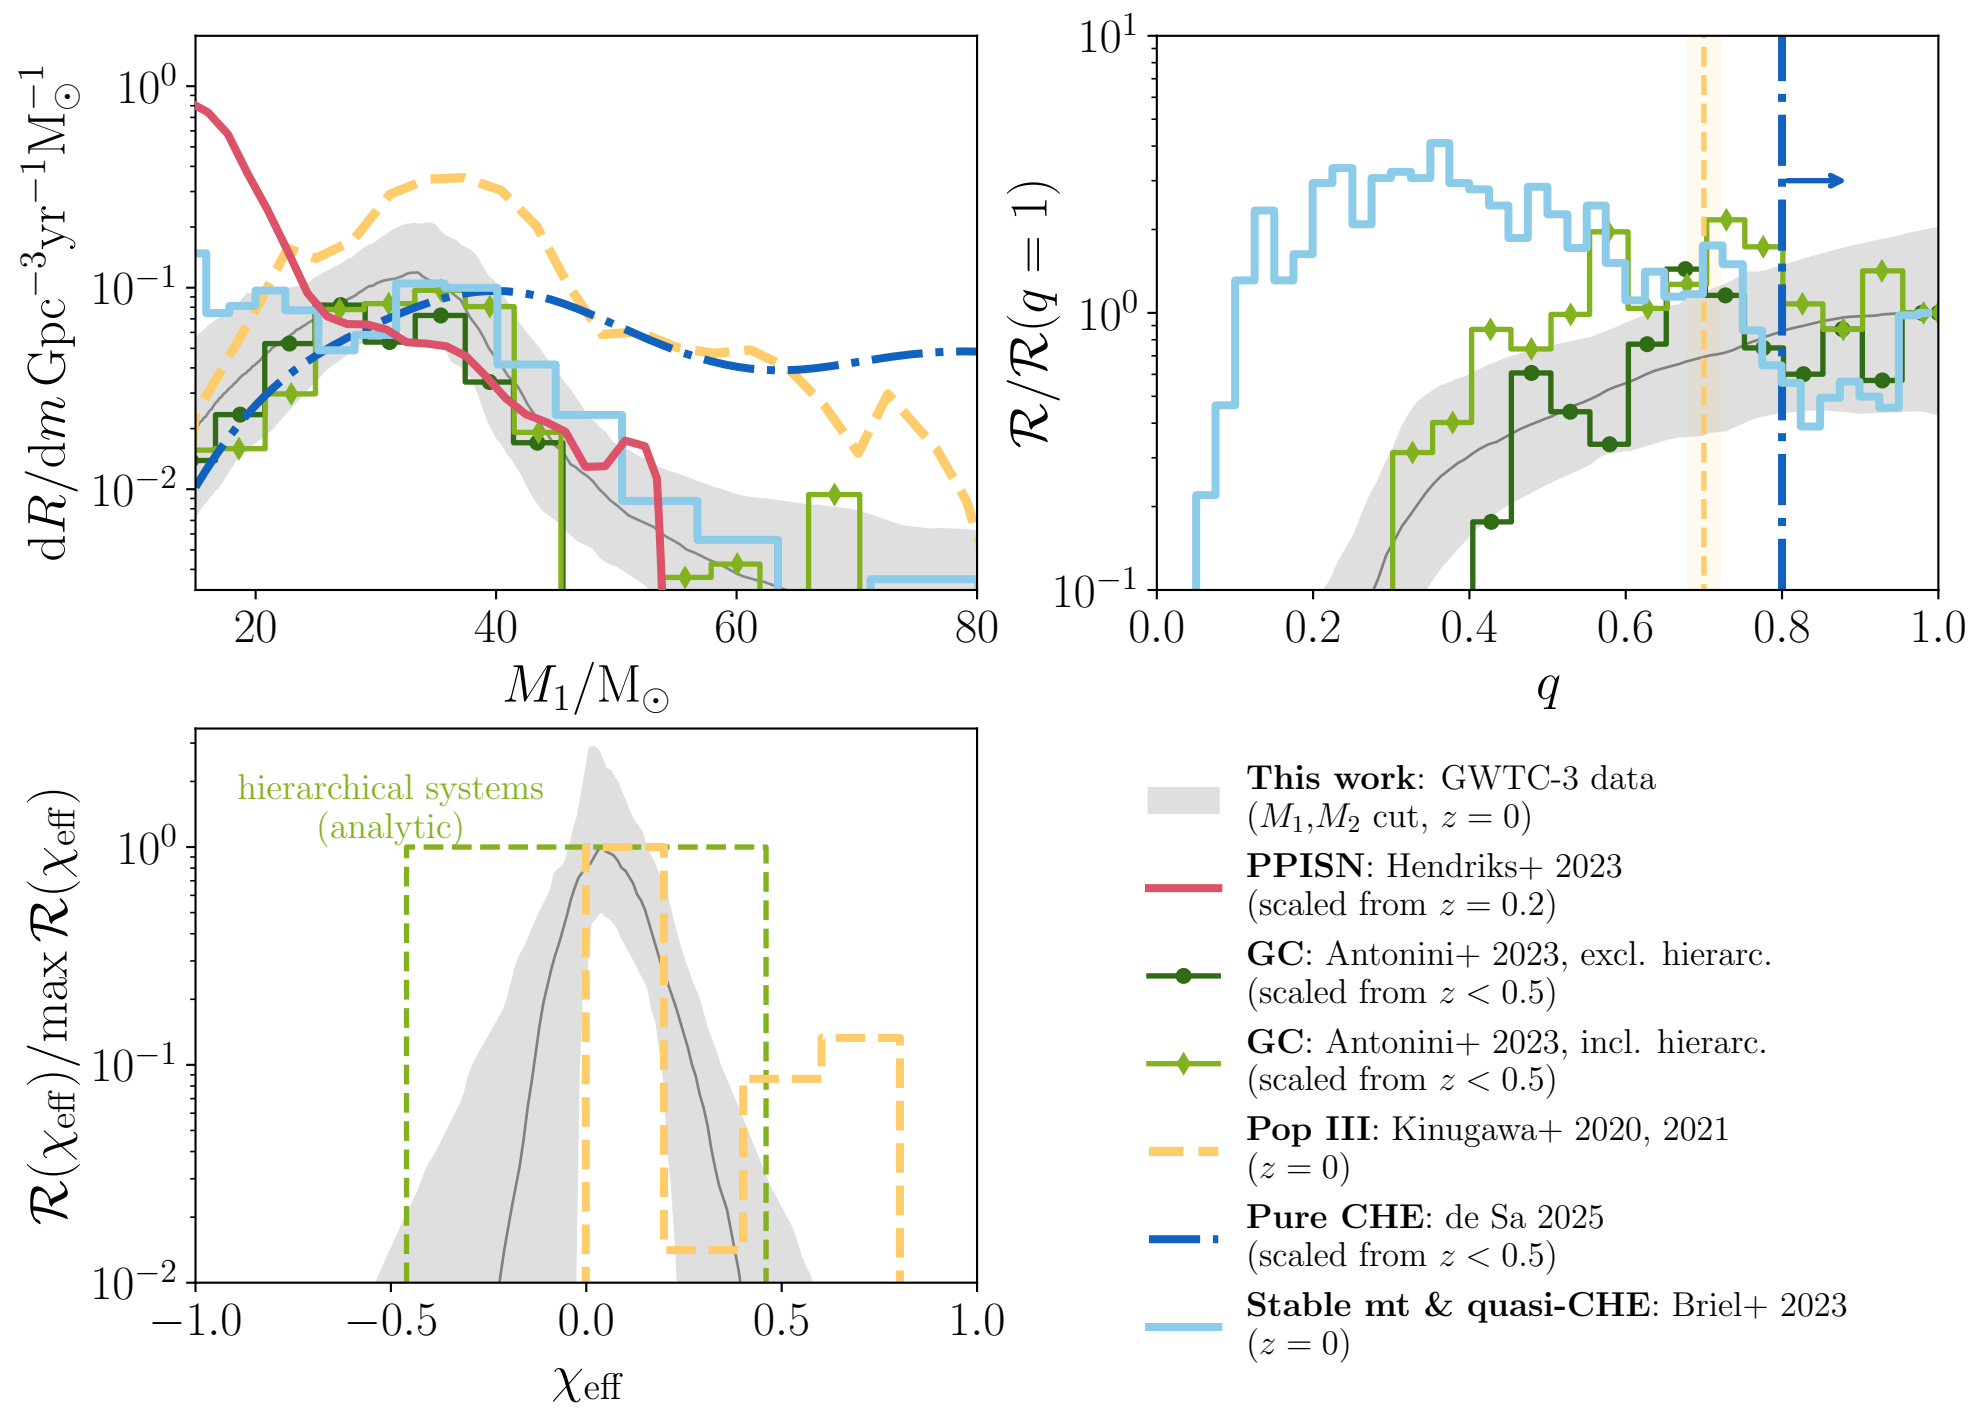 dR/dm Gpc⁻³yr⁻¹M⊙⁻¹
10⁰
10⁻¹
10⁻²
20 40 60 80
M₁/M⊙
ℛ/ℛ(q = 1)
10¹
10⁰
10⁻¹
0.0 0.2 0.4 0.6 0.8 1.0
q
ℛ(χeff)/max ℛ(χeff)
hierarchical systems
(analytic)
10⁰
10⁻¹
10⁻²
−1.0 −0.5 0.0 0.5 1.0
χeff
This work: GWTC-3 data
(M₁,M₂ cut, z = 0)
PPISN: Hendriks+ 2023
(scaled from z = 0.2)
GC: Antonini+ 2023, excl. hierarc.
(scaled from z < 0.5)
GC: Antonini+ 2023, incl. hierarc.
(scaled from z < 0.5)
Pop III: Kinugawa+ 2020, 2021
(z = 0)
Pure CHE: de Sa 2025
(scaled from z < 0.5)
Stable mt & quasi-CHE: Briel+ 2023
(z = 0)